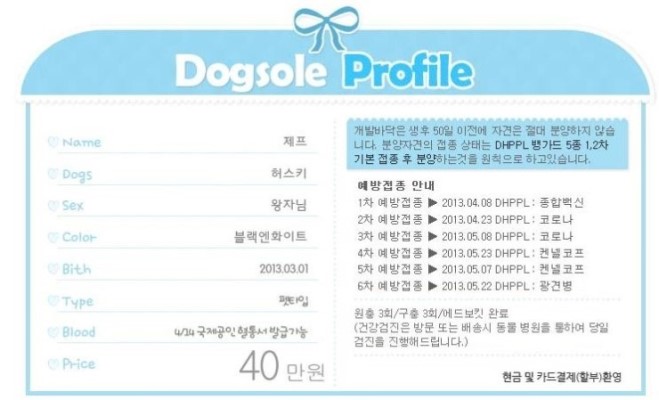 Dogsole Profile
Name 제프
Dogs 허스키
Sex 왕자님
Color 블랙엔화이트
Bith 2013.03.01
Type 펫타입
Blood 4/14 국제공인 혈통서 발급가능
Price 40 만원
개발바닥은 생후 50일 이전에 자견은 절대 분양하지 않습
니다. 분양자견의 접종 상태는 DHPPL 뱅가드 5종 1,2차
기본 접종 후 분양하는것을 원칙으로 하고있습니다.
예방접종 안내
1차 예방접종 ▶ 2013.04.08 DHPPL : 종합백신
2차 예방접종 ▶ 2013.04.23 DHPPL : 코로나
3차 예방접종 ▶ 2013.05.08 DHPPL : 코로나
4차 예방접종 ▶ 2013.05.23 DHPPL : 켄넬코프
5차 예방접종 ▶ 2013.05.07 DHPPL : 켄넬코프
6차 예방접종 ▶ 2013.05.22 DHPPL : 광견병
원충 3회/구충 3회/에드보킷 완료
(건강검진은 방문 또는 배송시 동물 병원을 통하여 당일
검진을 진행해드립니다.)
현금 및 카드결제(할부)환영